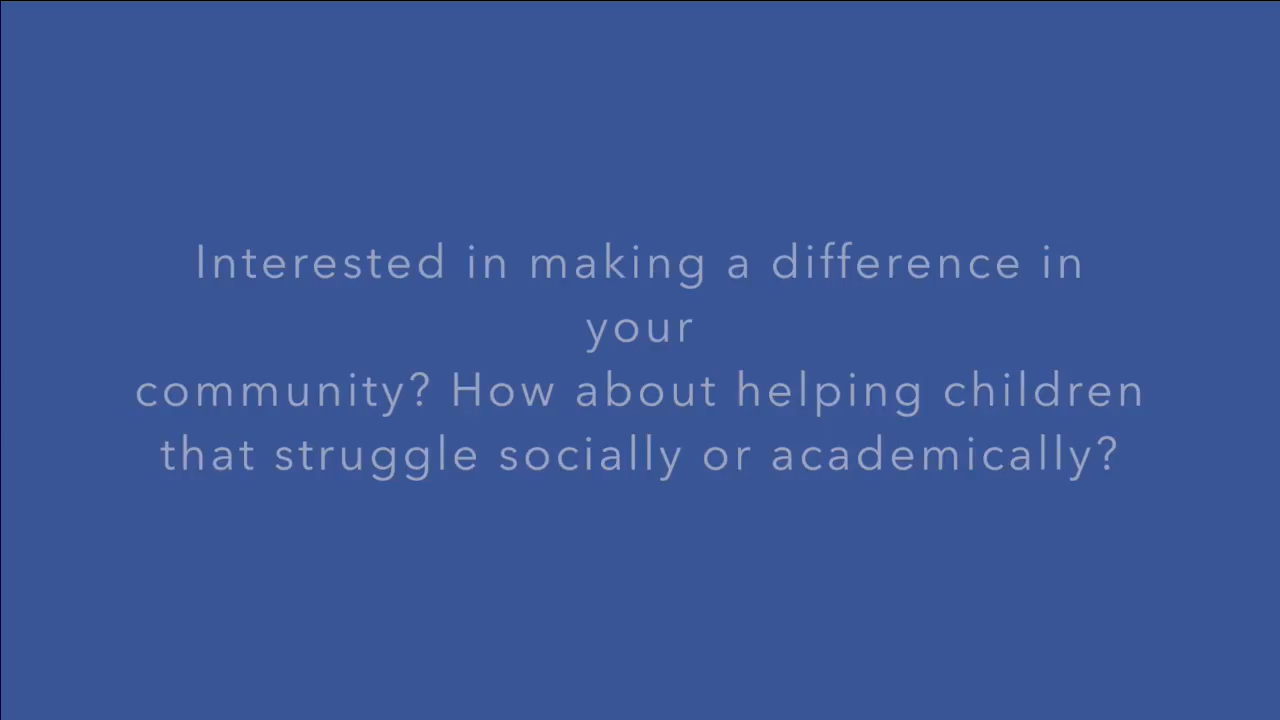 Interested in making a difference in
your
community? How about helping children
that struggle socially or academically?